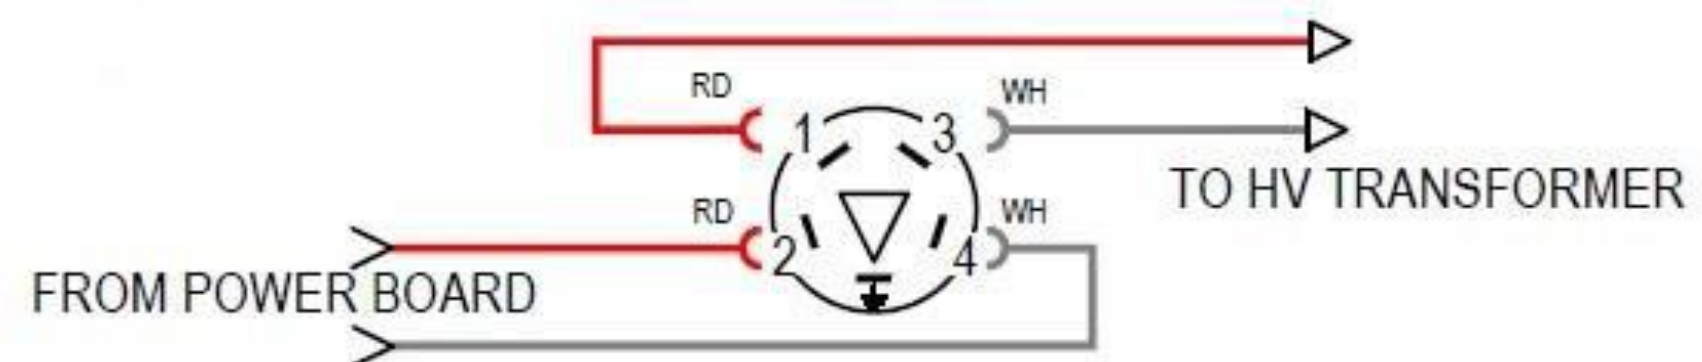 RD
WH
1
3
TO HV TRANSFORMER
RD
WH
2
4
FROM POWER BOARD